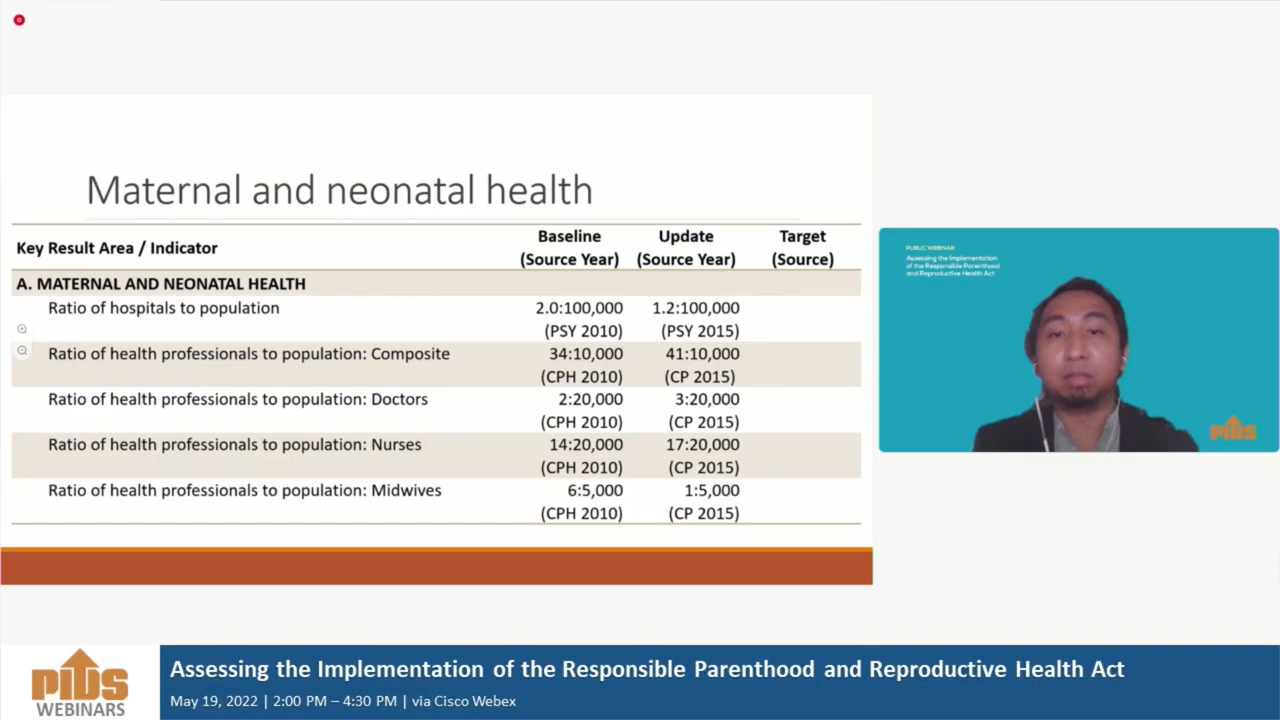 Maternal and neonatal health
Key Result Area / Indicator
Baseline
(Source Year)
Update
(Source Year)
Target
(Source)
A. MATERNAL AND NEONATAL HEALTH
Ratio of hospitals to population 2.0:100,000 1.2:100,000
(PSY 2010) (PSY 2015)
Ratio of health professionals to population: Composite 34:10,000 41:10,000
(CPH 2010) (CP 2015)
Ratio of health professionals to population: Doctors 2:20,000 3:20,000
(CPH 2010) (CP 2015)
Ratio of health professionals to population: Nurses 14:20,000 17:20,000
(CPH 2010) (CP 2015)
Ratio of health professionals to population: Midwives 6:5,000 1:5,000
(CPH 2010) (CP 2015)
PUBLIC WEBINAR
Assessing the Implementation
of the Responsible Parenthood
and Reproductive Health Act
PIDS
PIDS
WEBINARS
Assessing the Implementation of the Responsible Parenthood and Reproductive Health Act
May 19, 2022 | 2:00 PM – 4:30 PM | via Cisco Webex